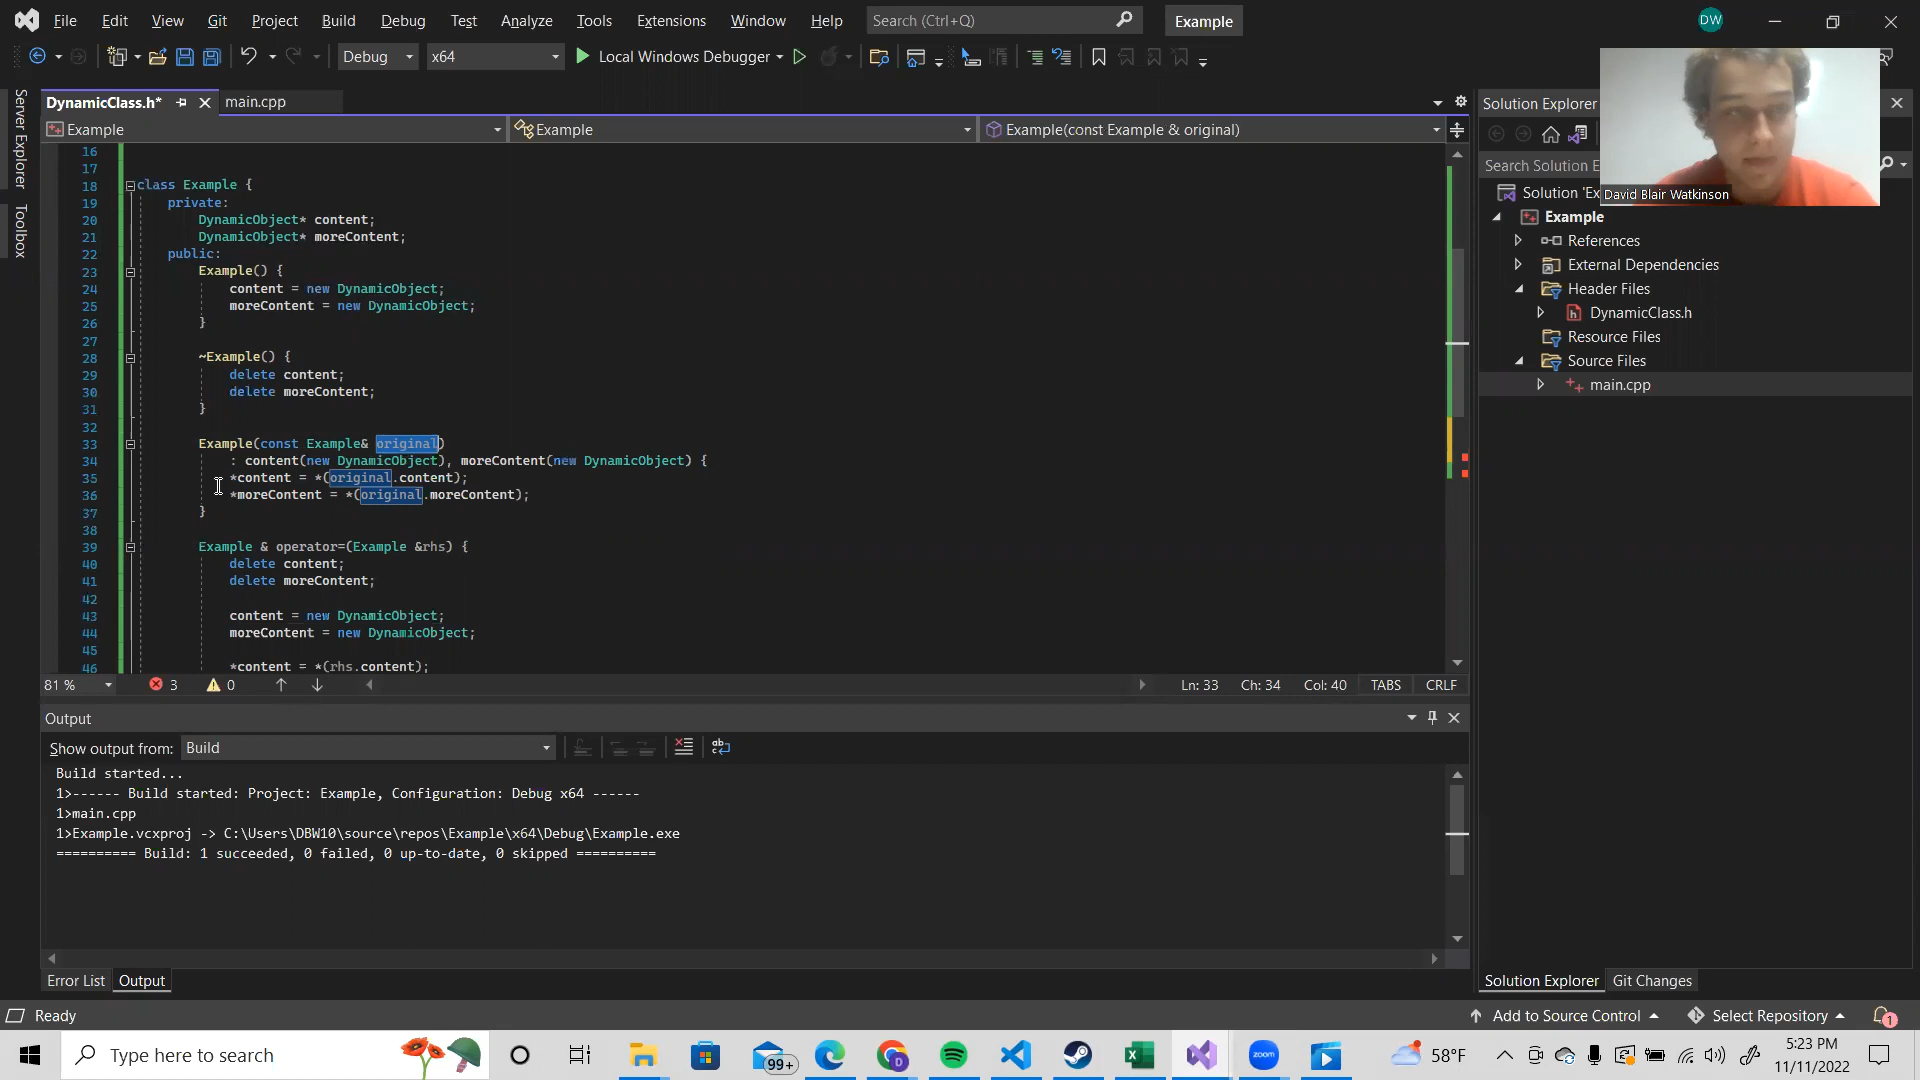 File Edit View Git Project Build Debug Test Analyze Tools Extensions Window Help Search (Ctrl+Q) Example DW
Debug x64 Local Windows Debugger
Server Explorer
Toolbox
DynamicClass.h* main.cpp
Example Example Example(const Example & original)
16
17
18 class Example {
19 private:
20 DynamicObject* content;
21 DynamicObject* moreContent;
22 public:
23 Example() {
24 content = new DynamicObject;
25 moreContent = new DynamicObject;
26 }
27
28 ~Example() {
29 delete content;
30 delete moreContent;
31 }
32
33 Example(const Example& original)
34 : content(new DynamicObject), moreContent(new DynamicObject) {
35 *content = *(original.content);
36 *moreContent = *(original.moreContent);
37 }
38
39 Example & operator=(Example &rhs) {
40 delete content;
41 delete moreContent;
42
43 content = new DynamicObject;
44 moreContent = new DynamicObject;
45
46 *content = *(rhs.content);
81 % 3 0 Ln: 33 Ch: 34 Col: 40 TABS CRLF
Output
Show output from: Build
Build started...
1>------ Build started: Project: Example, Configuration: Debug x64 ------
1>main.cpp
1>Example.vcxproj -> C:\Users\DBW10\source\repos\Example\x64\Debug\Example.exe
========== Build: 1 succeeded, 0 failed, 0 up-to-date, 0 skipped ==========
Error List Output
Solution Explorer
Search Solution E
Solution 'Ex
David Blair Watkinson
Example
References
External Dependencies
Header Files
DynamicClass.h
Resource Files
Source Files
main.cpp
Solution Explorer Git Changes
Ready Add to Source Control Select Repository 1
Type here to search 99+ zoom 58°F 5:23 PM
11/11/2022